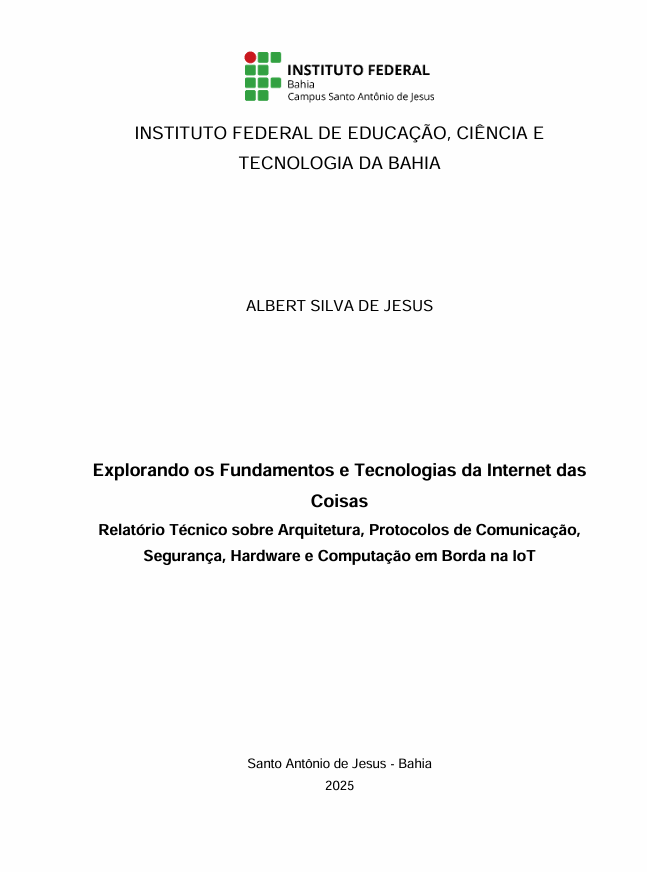 INSTITUTO FEDERAL
Bahia
Campus Santo Antônio de Jesus
INSTITUTO FEDERAL DE EDUCAÇÃO, CIÊNCIA E
TECNOLOGIA DA BAHIA
ALBERT SILVA DE JESUS
Explorando os Fundamentos e Tecnologias da Internet das
Coisas
Relatório Técnico sobre Arquitetura, Protocolos de Comunicação,
Segurança, Hardware e Computação em Borda na IoT
Santo Antônio de Jesus - Bahia
2025